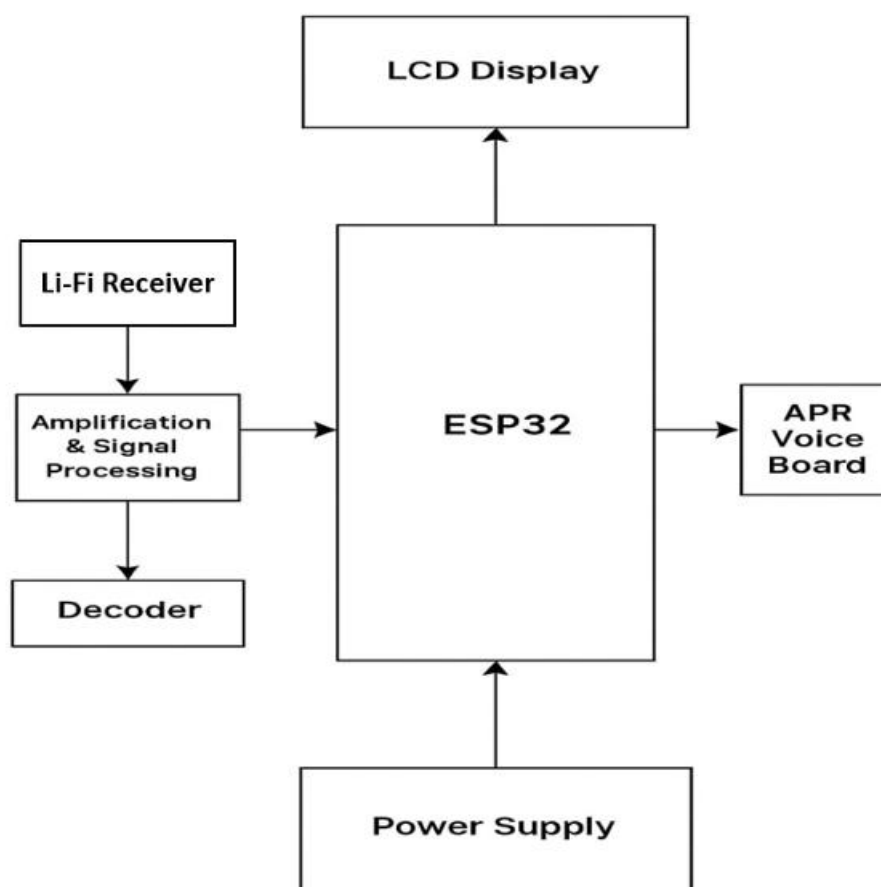 LCD Display
Li-Fi Receiver
Amplification
& Signal
Processing
ESP32
APR
Voice
Board
Decoder
Power Supply